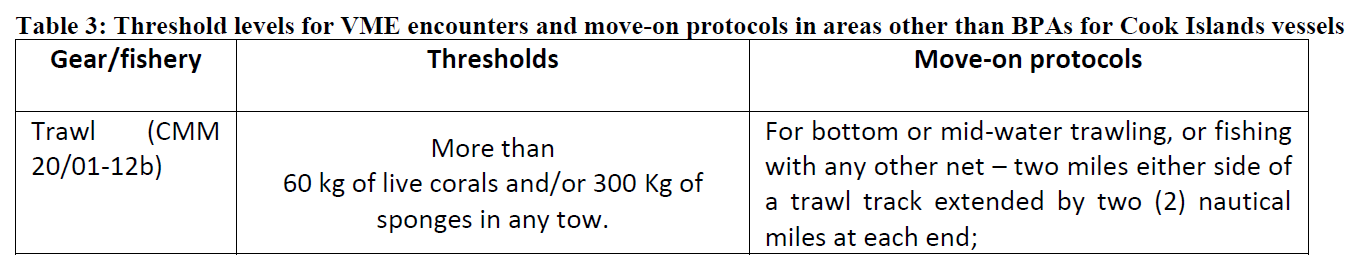 Table 3: Threshold levels for VME encounters and move-on protocols in areas other than BPAs for Cook Islands vessels
Gear/fishery Thresholds Move-on protocols
Trawl (CMM
20/01-12b)
More than
60 kg of live corals and/or 300 Kg of
sponges in any tow.
For bottom or mid-water trawling, or fishing
with any other net – two miles either side of
a trawl track extended by two (2) nautical
miles at each end;